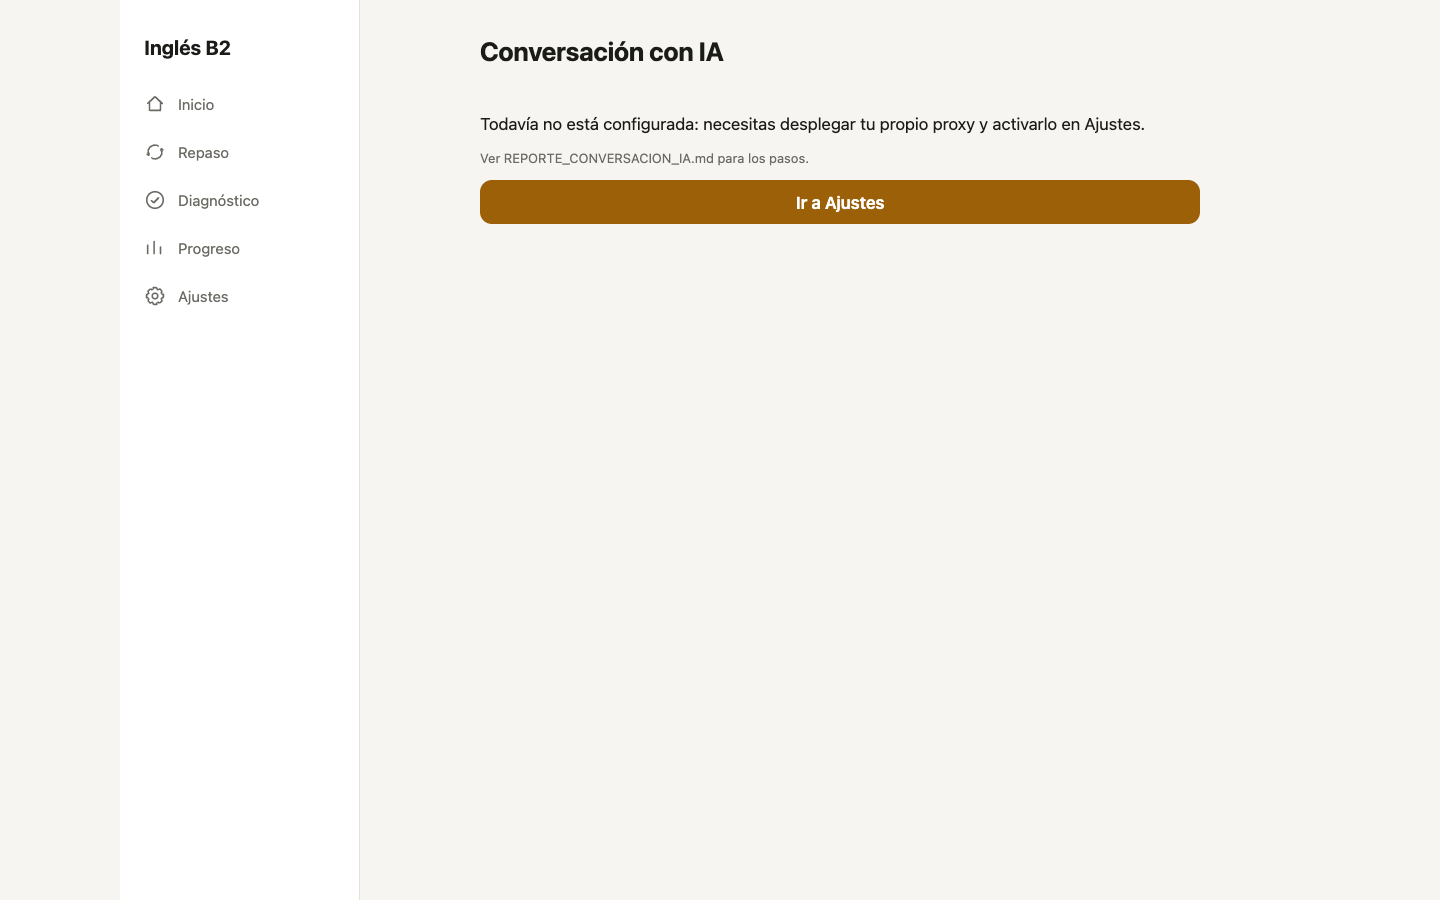 Inglés B2
Inicio
Repaso
Diagnóstico
Progreso
Ajustes
Conversación con IA
Todavía no está configurada: necesitas desplegar tu propio proxy y activarlo en Ajustes.
Ver REPORTE_CONVERSACION_IA.md para los pasos.
Ir a Ajustes